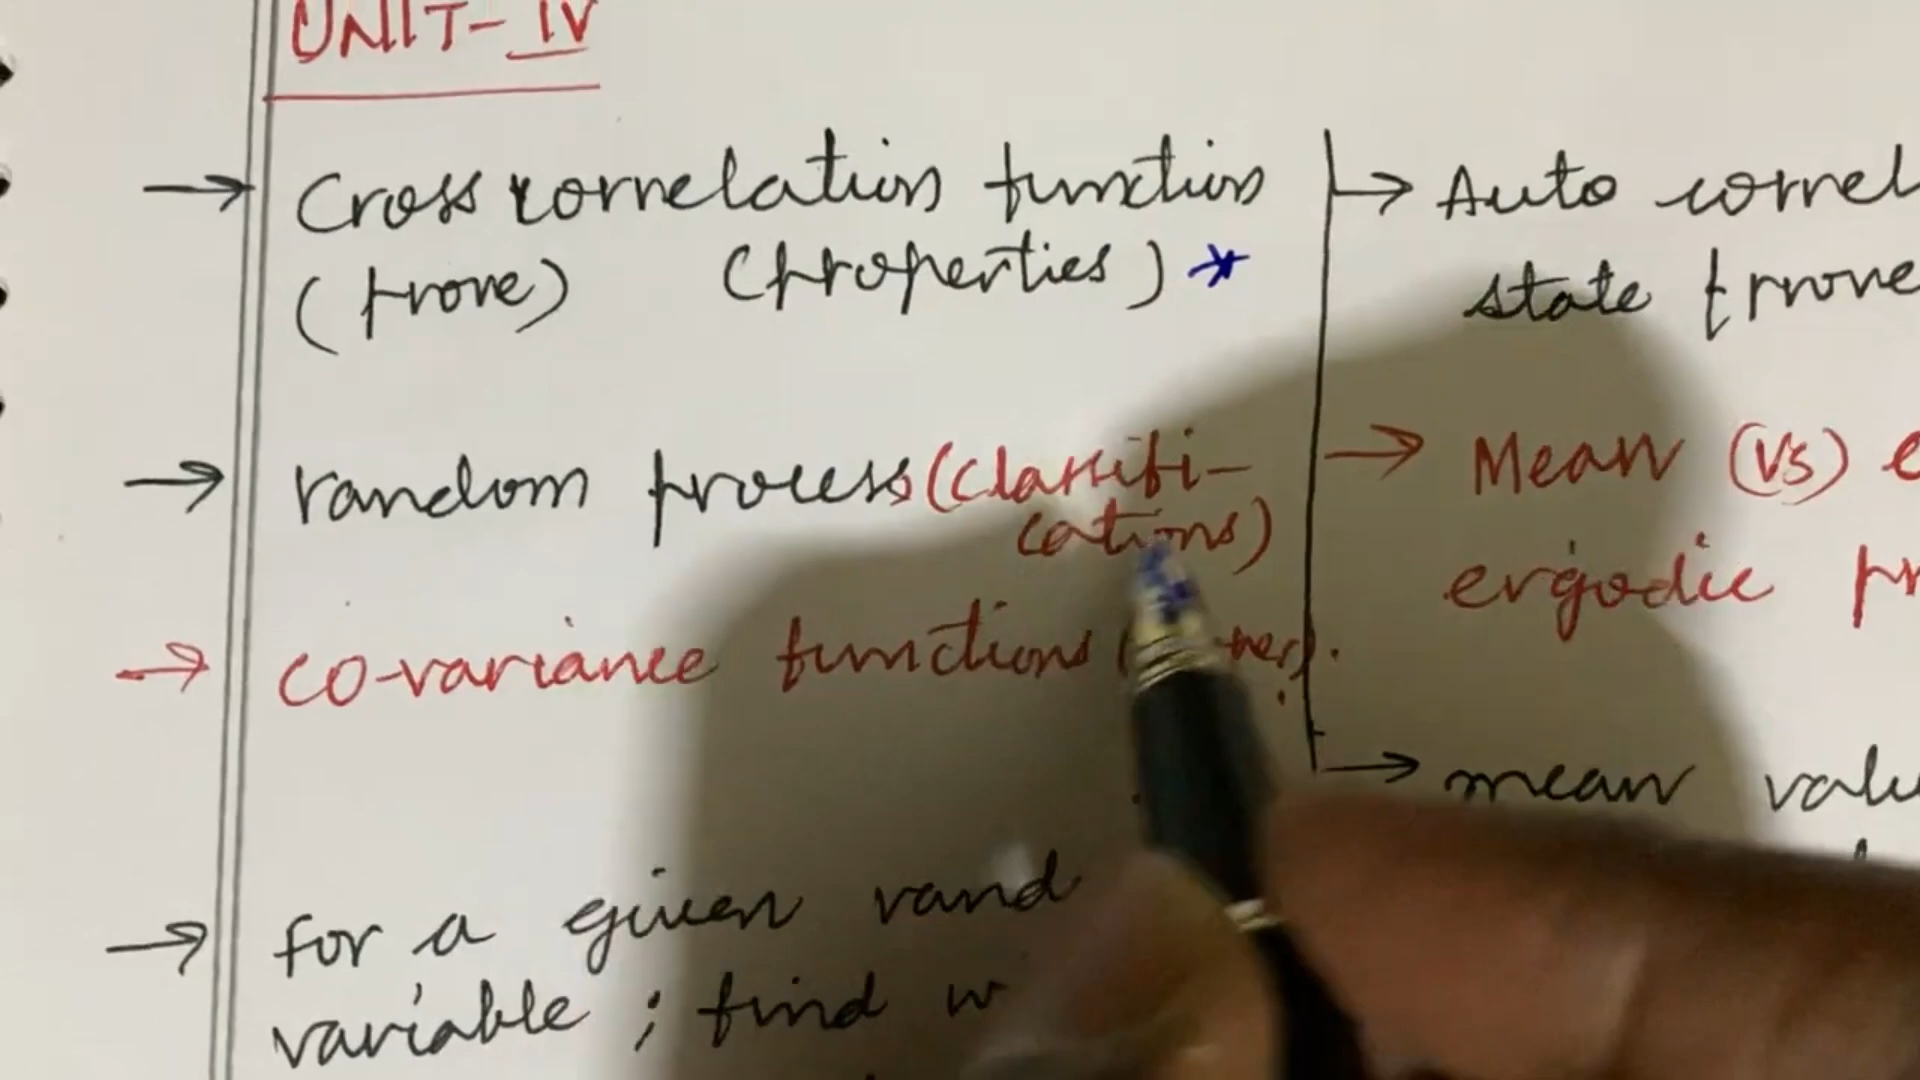 UNIT-IV
→ Cross correlation function
(prove) (properties) *
→ random process (classifi-
cations)
→ co-variance functions
→ for a given rand
variable ; find
→ Auto correl
state & prove
→ Mean (Vs)
ergodic pr
→ mean valu